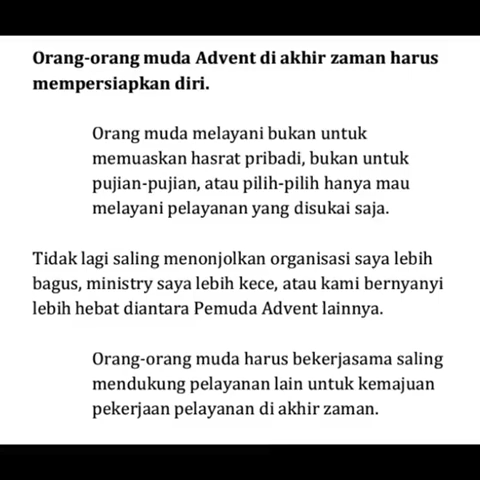 Orang-orang muda Advent di akhir zaman harus
mempersiapkan diri.
Orang muda melayani bukan untuk
memuaskan hasrat pribadi, bukan untuk
pujian-pujian, atau pilih-pilih hanya mau
melayani pelayanan yang disukai saja.
Tidak lagi saling menonjolkan organisasi saya lebih
bagus, ministry saya lebih kece, atau kami bernyanyi
lebih hebat diantara Pemuda Advent lainnya.
Orang-orang muda harus bekerjasama saling
mendukung pelayanan lain untuk kemajuan
pekerjaan pelayanan di akhir zaman.